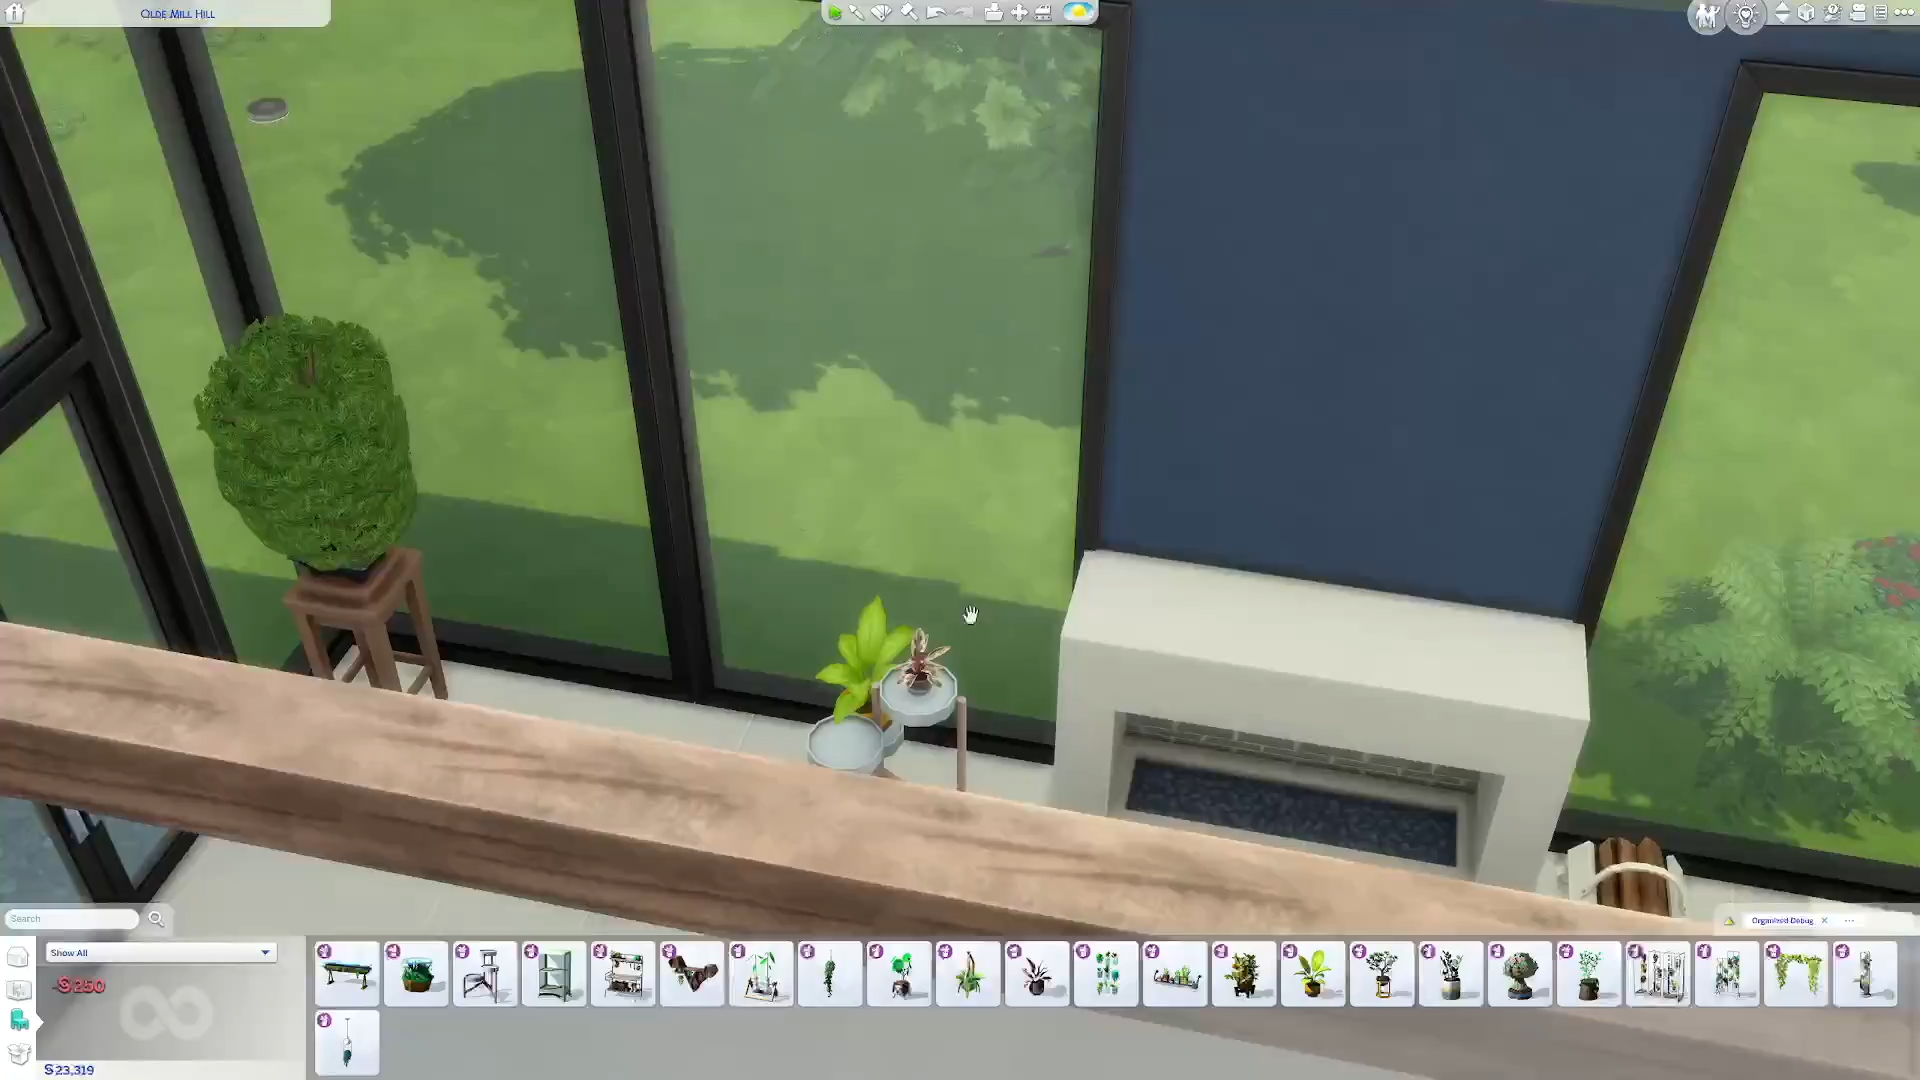 Olde Mill Hill
Search
Organized Debug
Show All
-§250
§23,319